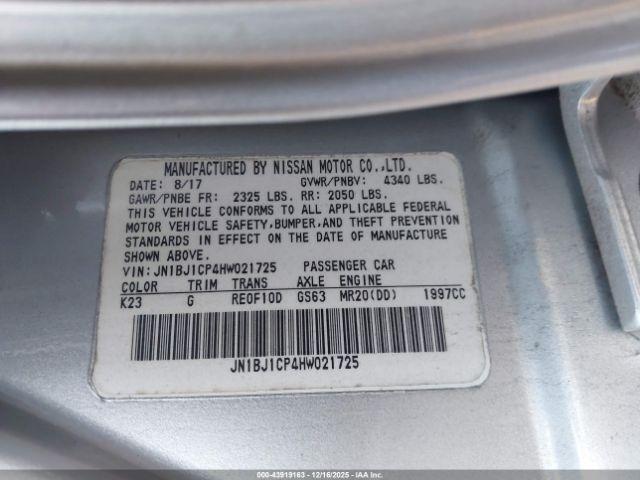 MANUFACTURED BY NISSAN MOTOR CO.,LTD.
DATE: 8/17 GVWR/PNBV: 4340 LBS.
GAWR/PNBE FR: 2325 LBS. RR: 2050 LBS.
THIS VEHICLE CONFORMS TO ALL APPLICABLE FEDERAL
MOTOR VEHICLE SAFETY,BUMPER,AND THEFT PREVENTION
STANDARDS IN EFFECT ON THE DATE OF MANUFACTURE
SHOWN ABOVE.
VIN: JN1BJ1CP4HW021725 PASSENGER CAR
COLOR TRIM TRANS AXLE ENGINE
K23 G RE0F10D GS63 MR20(DD) 1997CC
JN1BJ1CP4HW021725
000-43919163 - 12/16/2025 - IAAI.COM